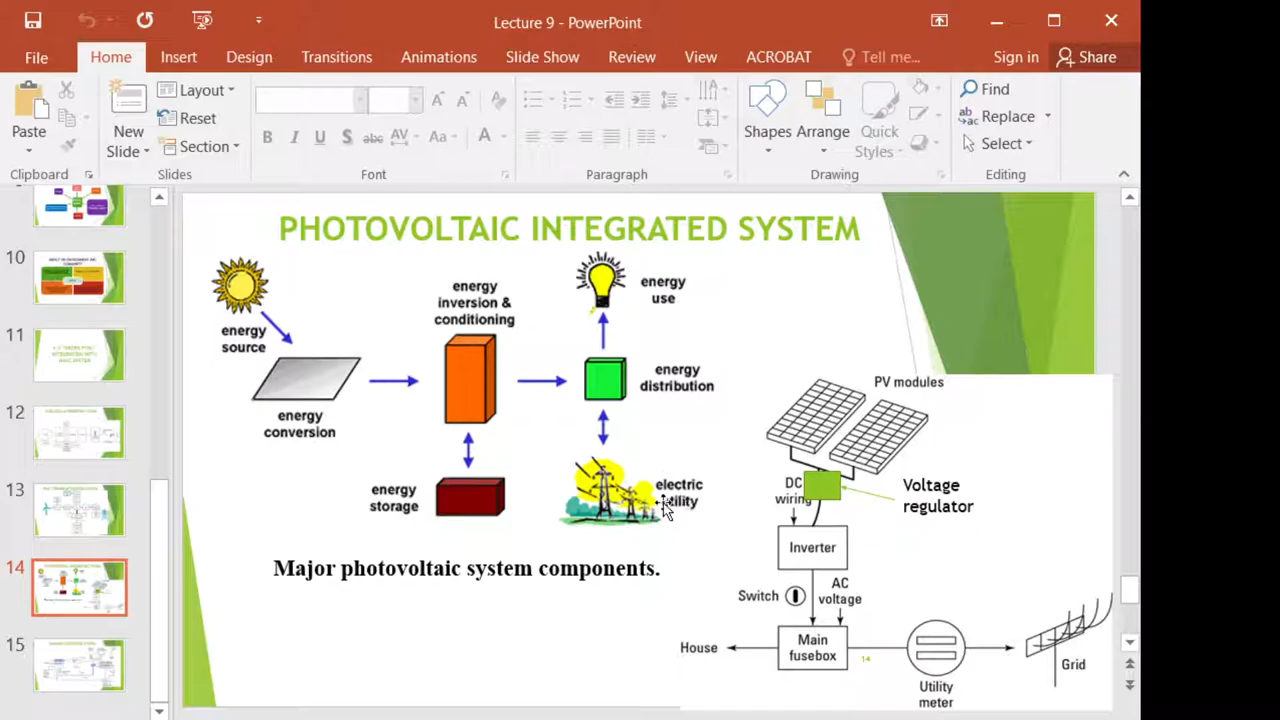 Lecture 9 - PowerPoint
File
Home
Insert
Design
Transitions
Animations
Slide Show
Review
View
ACROBAT
Tell me...
Sign in
Share
Paste
New
Slide
Layout
Reset
Section
B I U S abc AV Aa A
Shapes
Arrange
Quick
Styles
Find
Replace
Select
Clipboard
Slides
Font
Paragraph
Drawing
Editing
10
11
12
13
14
15
PHOTOVOLTAIC INTEGRATED SYSTEM
energy
source
energy
conversion
energy
inversion &
conditioning
energy
storage
energy
use
energy
distribution
electric
Major photovoltaic system components.
PV modules
DC
wiring
Voltage
regulator
Inverter
Switch
AC
voltage
House
Main
fusebox
14
Utility
meter
Grid